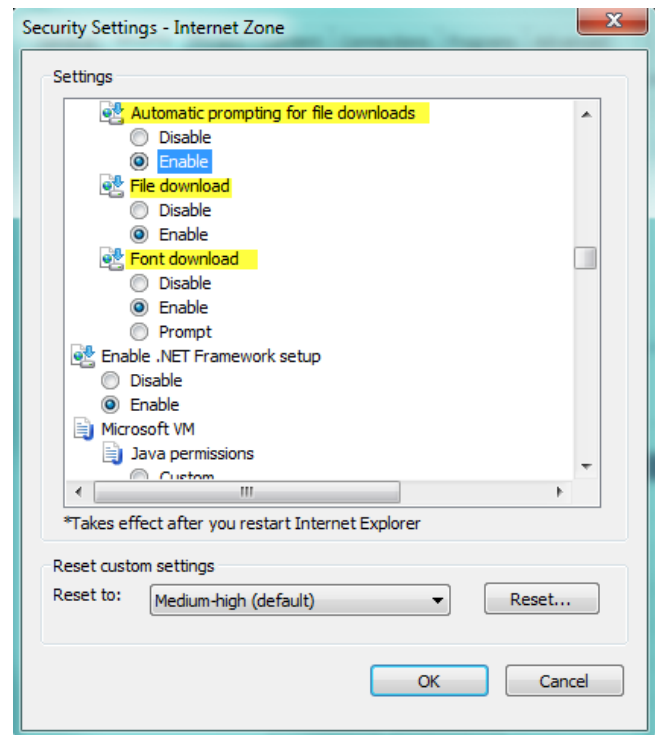 Security Settings - Internet Zone
Settings
Automatic prompting for file downloads
Disable
Enable
File download
Disable
Enable
Font download
Disable
Enable
Prompt
Enable .NET Framework setup
Disable
Enable
Microsoft VM
Java permissions
Custom
*Takes effect after you restart Internet Explorer
Reset custom settings
Reset to: Medium-high (default) Reset...
OK Cancel